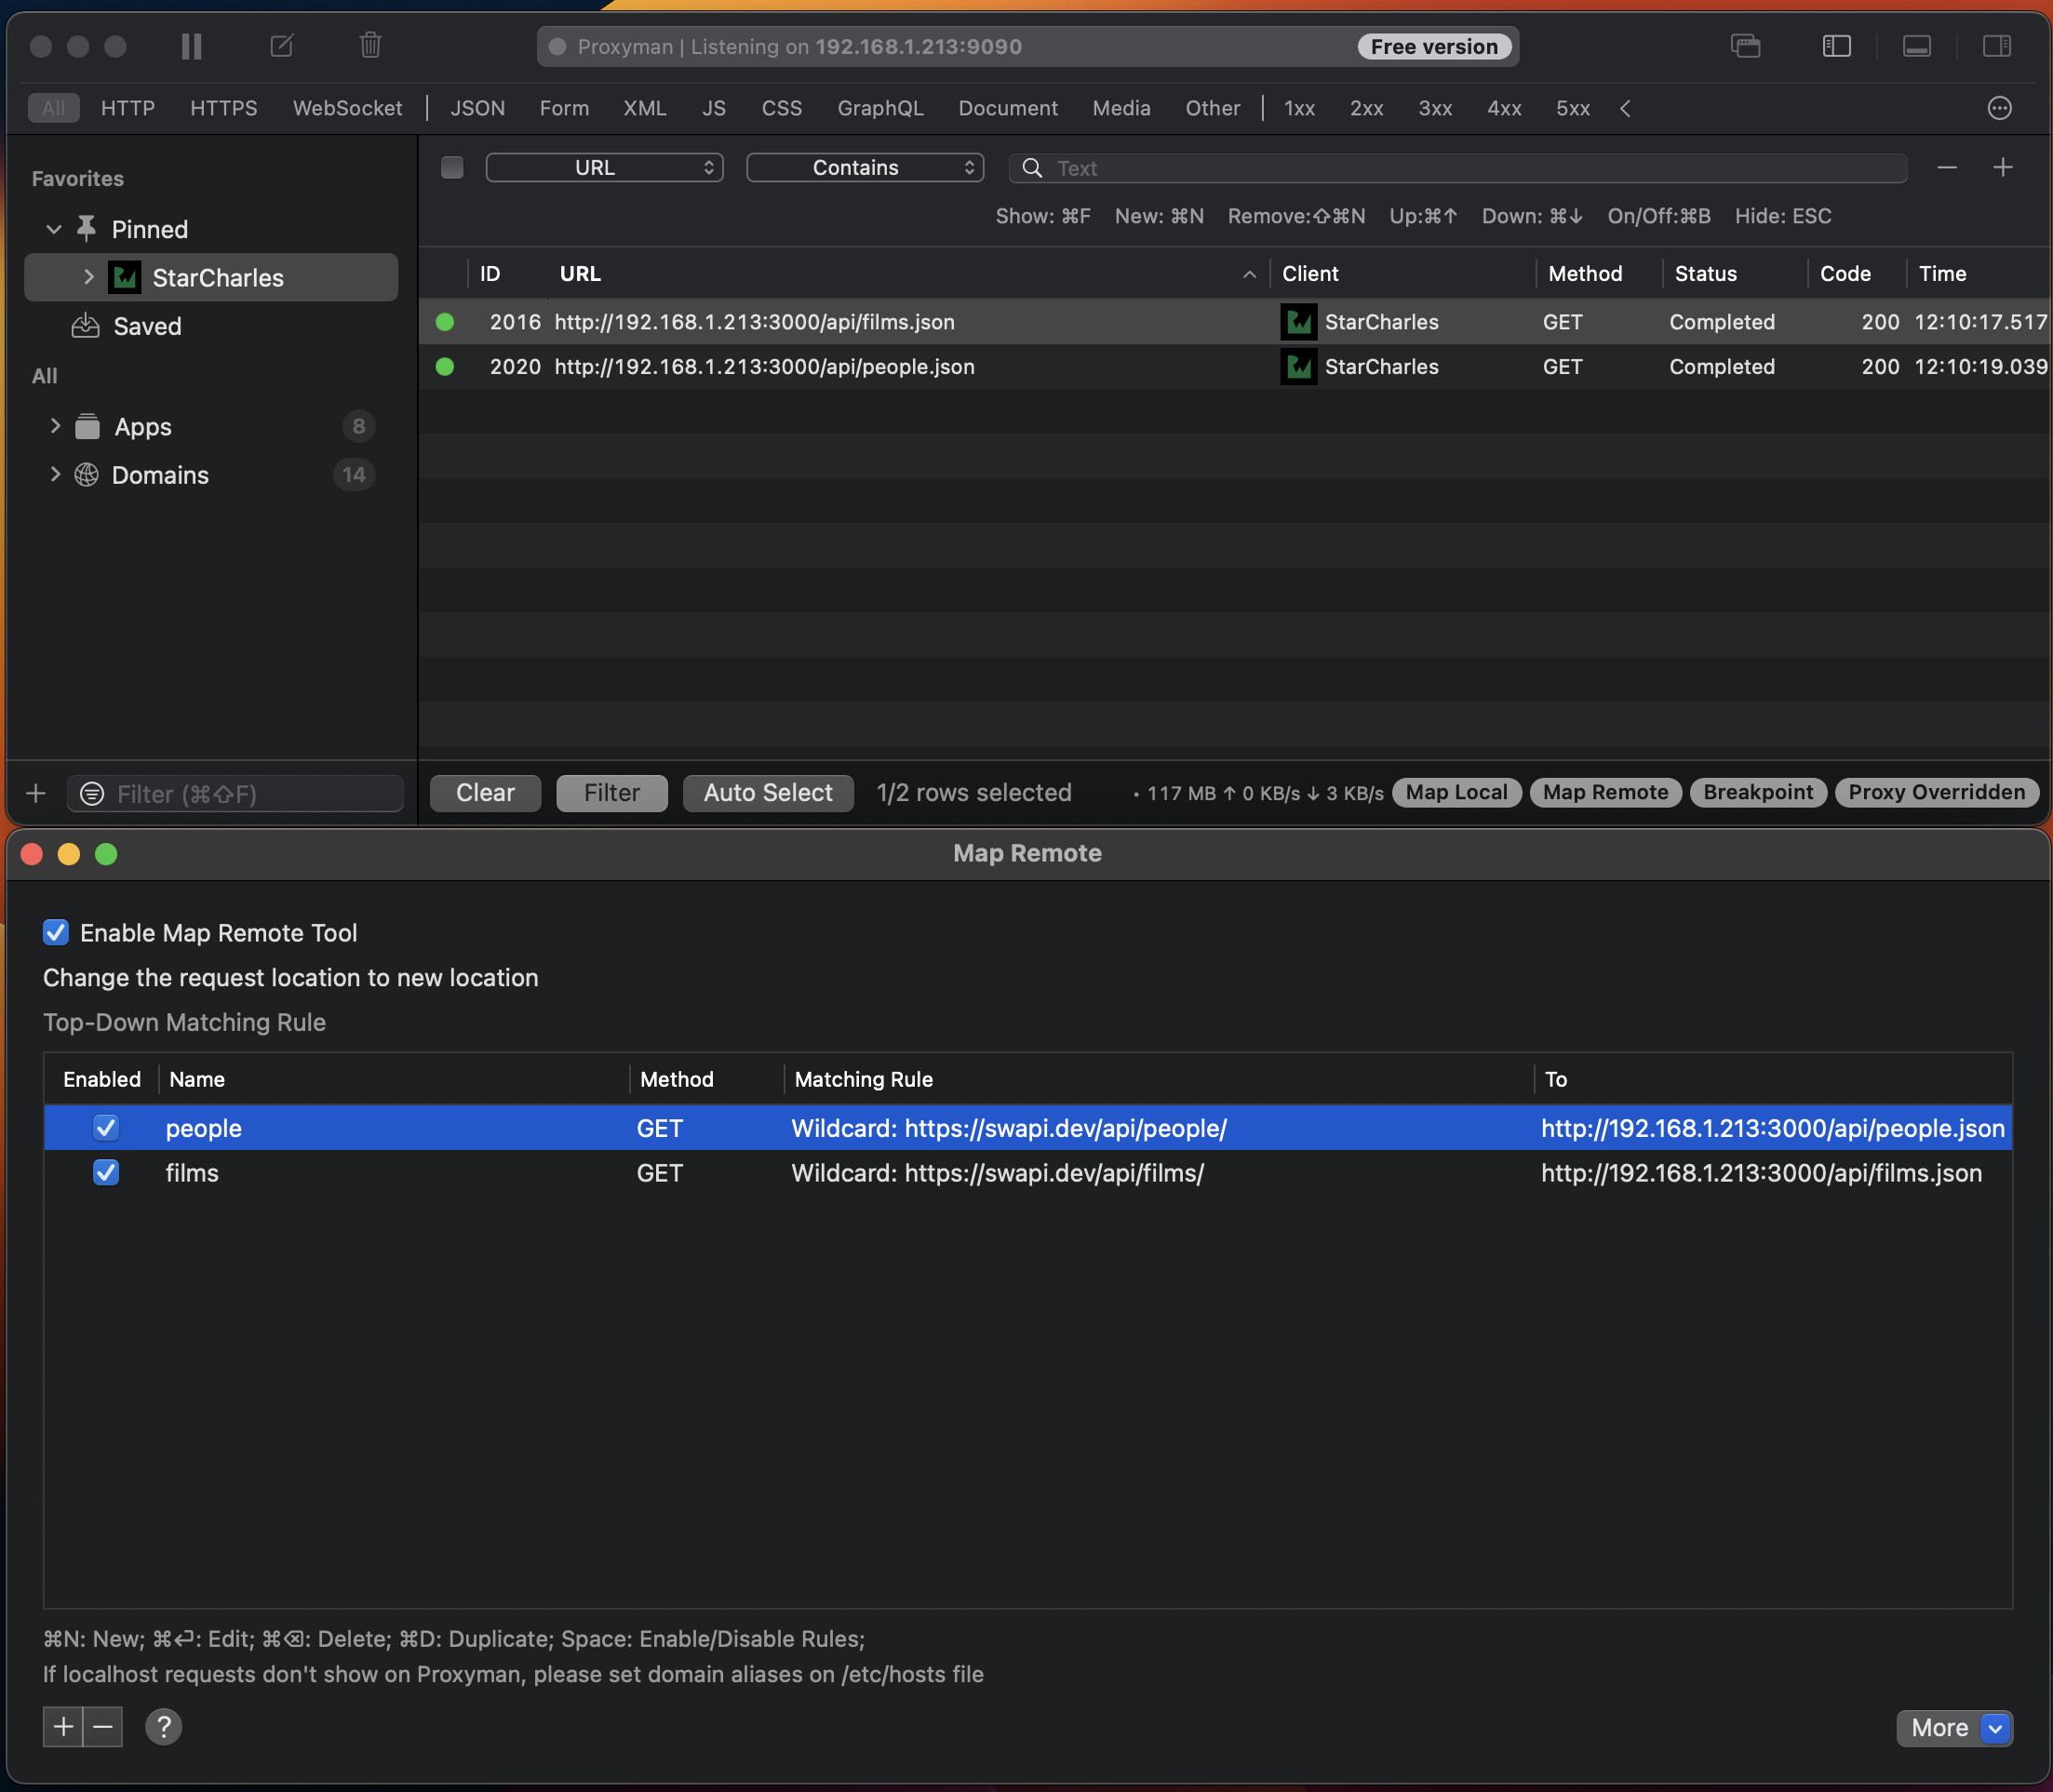 Proxyman | Listening on 192.168.1.213:9090 Free version
All HTTP HTTPS WebSocket JSON Form XML JS CSS GraphQL Document Media Other 1xx 2xx 3xx 4xx 5xx
Favorites
Pinned
StarCharles
Saved
All
Apps 8
Domains 14
Filter (⌘⇧F)
URL Contains Text
Show: ⌘F New: ⌘N Remove:⇧⌘N Up:⌘↑ Down: ⌘↓ On/Off:⌘B Hide: ESC
ID URL Client Method Status Code Time
2016 http://192.168.1.213:3000/api/films.json StarCharles GET Completed 200 12:10:17.517
2020 http://192.168.1.213:3000/api/people.json StarCharles GET Completed 200 12:10:19.039
Clear Filter Auto Select 1/2 rows selected • 117 MB ↑ 0 KB/s ↓ 3 KB/s Map Local Map Remote Breakpoint Proxy Overridden
Map Remote
Enable Map Remote Tool
Change the request location to new location
Top-Down Matching Rule
Enabled Name Method Matching Rule To
people GET Wildcard: https://swapi.dev/api/people/ http://192.168.1.213:3000/api/people.json
films GET Wildcard: https://swapi.dev/api/films/ http://192.168.1.213:3000/api/films.json
⌘N: New; ⌘↩: Edit; ⌘⌫: Delete; ⌘D: Duplicate; Space: Enable/Disable Rules;
If localhost requests don't show on Proxyman, please set domain aliases on /etc/hosts file
+ − ? More